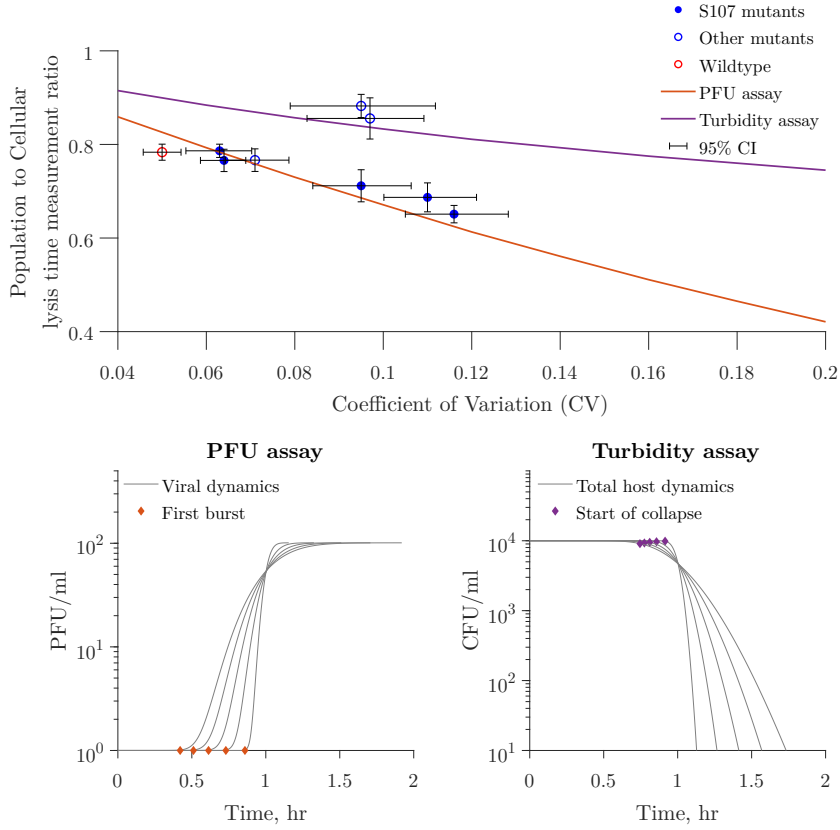 S107 mutants
Other mutants
Wildtype
PFU assay
Turbidity assay
95% CI
Population to Cellular
lysis time measurement ratio
1
0.8
0.6
0.4
0.04 0.06 0.08 0.1 0.12 0.14 0.16 0.18 0.2
Coefficient of Variation (CV)
PFU assay
Viral dynamics
First burst
PFU/ml
10^2
10^1
10^0
0 0.5 1 1.5 2
Time, hr
Turbidity assay
Total host dynamics
Start of collapse
CFU/ml
10^4
10^3
10^2
10^1
0 0.5 1 1.5 2
Time, hr